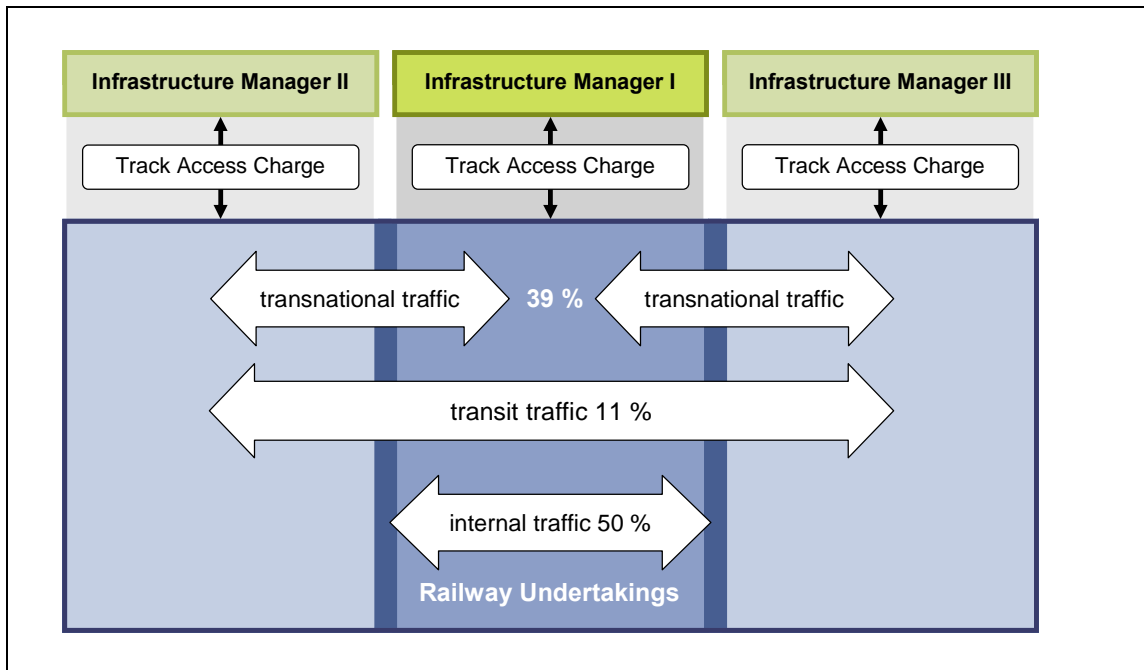 Infrastructure Manager II
Infrastructure Manager I
Infrastructure Manager III
Track Access Charge
Track Access Charge
Track Access Charge
transnational traffic
39 %
transnational traffic
transit traffic 11 %
internal traffic 50 %
Railway Undertakings